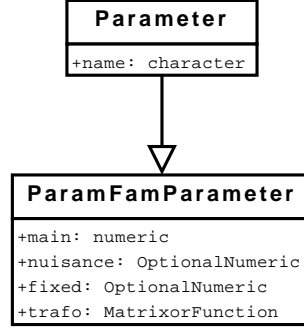 Parameter
+name: character
ParamFamParameter
+main: numeric
+nuisance: OptionalNumeric
+fixed: OptionalNumeric
+trafo: MatrixorFunction